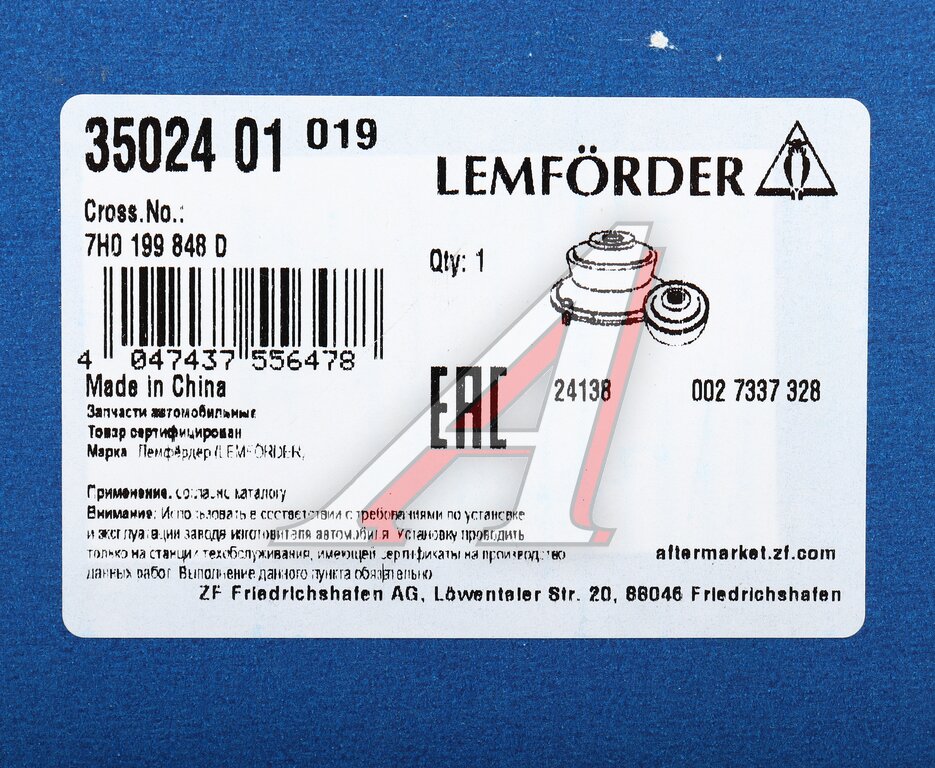 35024 01 019
LEMFÖRDER
Cross.No.:
7H0 199 848 D
Qty: 1
4 047437 556478
Made in China
EAC
24138
002 7337 328
Запчасти автомобильные
Товар сертифицирован
Марка Лемфёрдер (LEMFÖRDER)
Применение: согласно каталогу
Внимание: Использовать в соответствии с требованиями по установке
и эксплуатации завода изготовителя автомобиля. Установку проводить
только на станции техобслуживания, имеющей сертификаты на производство
данных работ. Выполнение данного пункта обязательно
aftermarket.zf.com
ZF Friedrichshafen AG, Löwentaler Str. 20, 88046 Friedrichshafen